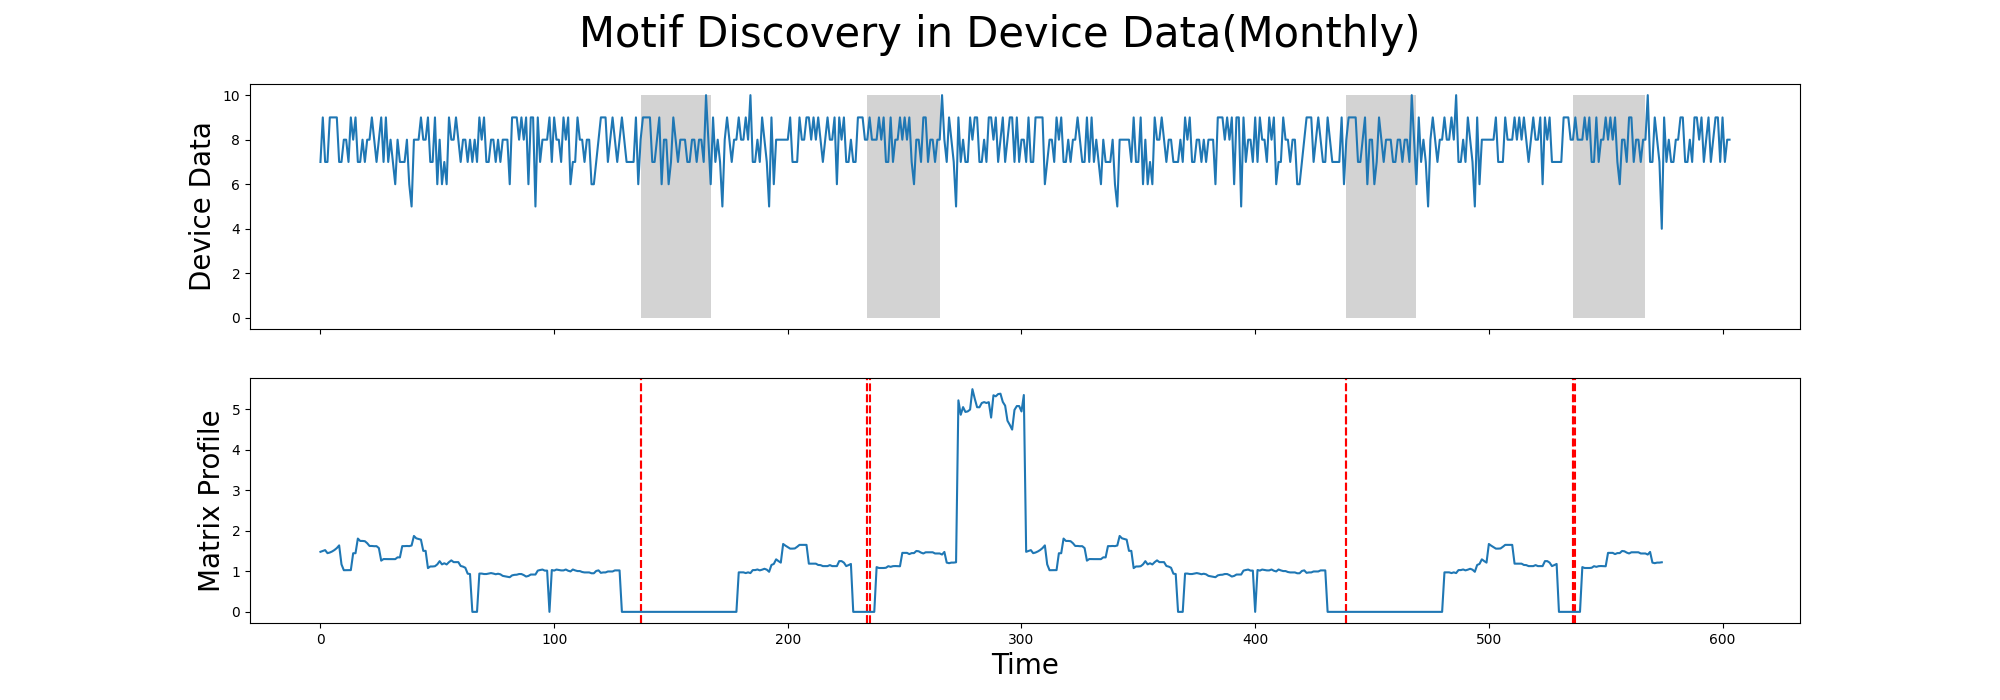 Motif Discovery in Device Data(Monthly)
Device Data
10
8
6
4
2
0
Matrix Profile
5
4
3
2
1
0
0 100 200 300 400 500 600
Time